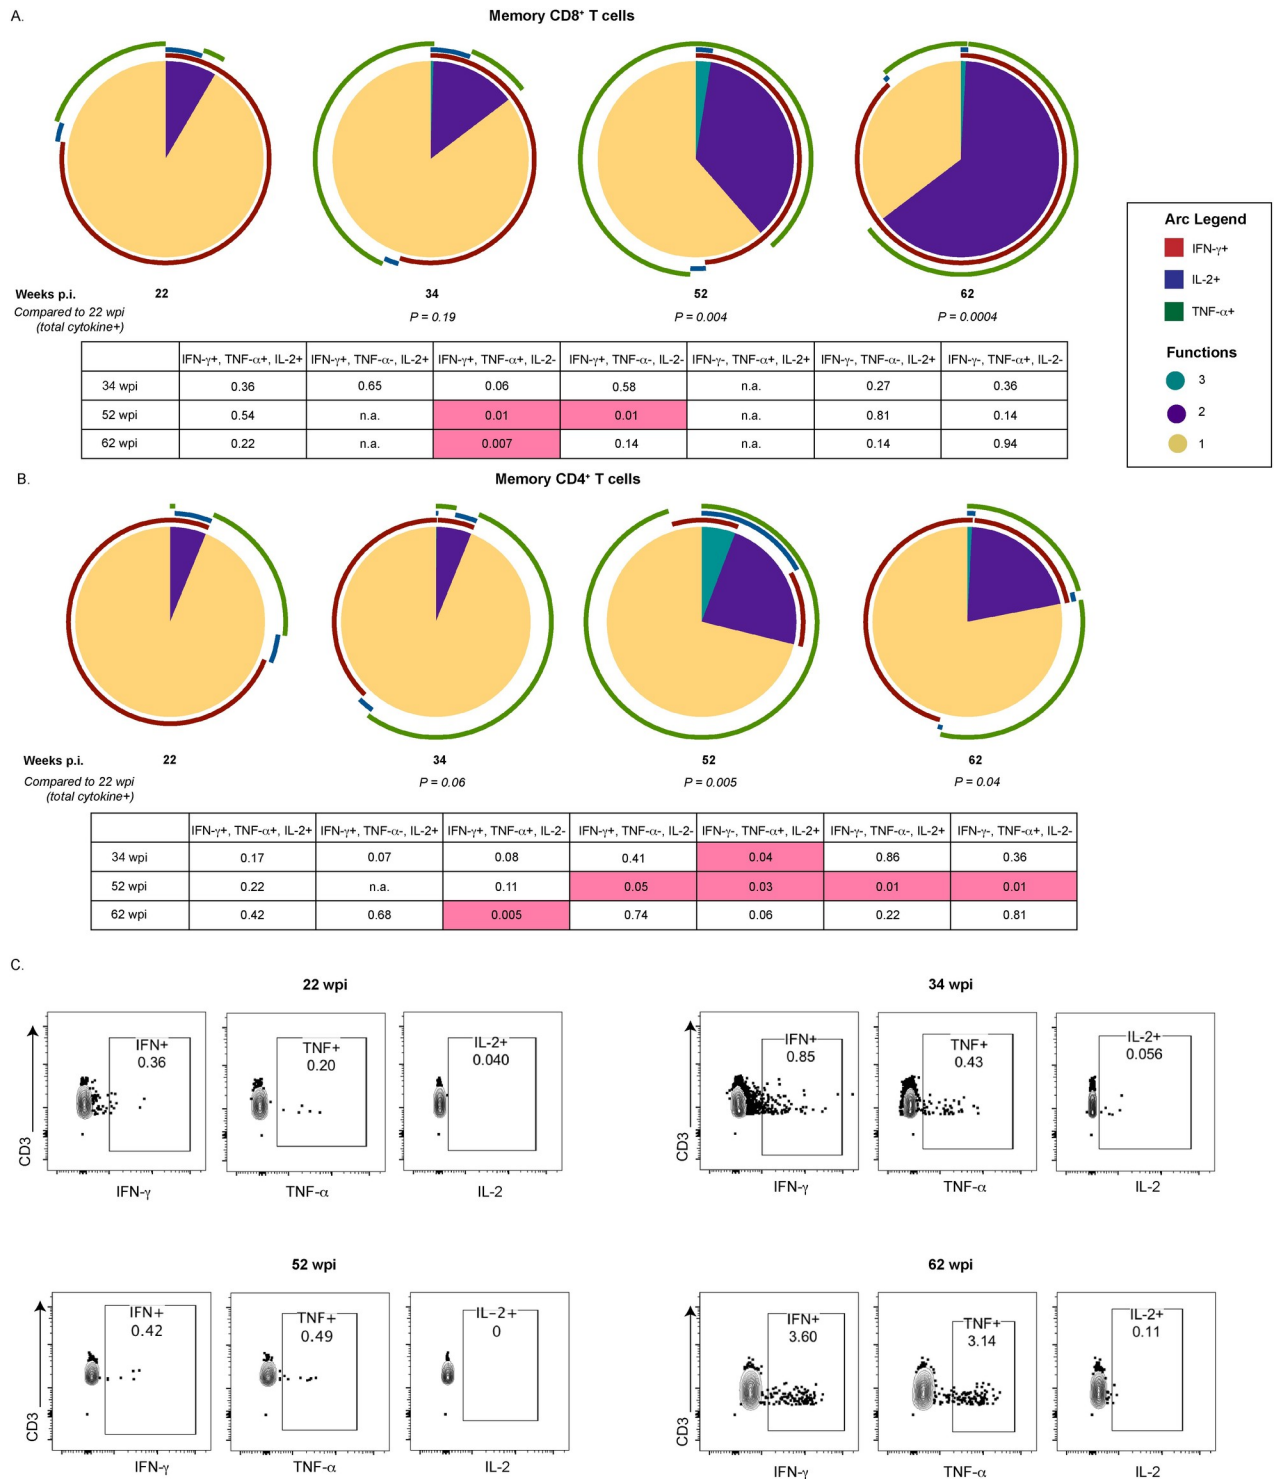 A.
Memory CD8+ T cells
Weeks p.i. 22 34 52 62
Compared to 22 wpi
(total cytokine+) P = 0.19 P = 0.004 P = 0.0004
Arc Legend
IFN-γ+
IL-2+
TNF-α+
Functions
3
2
1
IFN-γ+, TNF-α+, IL-2+ IFN-γ+, TNF-α-, IL-2+ IFN-γ+, TNF-α+, IL-2- IFN-γ+, TNF-α-, IL-2- IFN-γ-, TNF-α+, IL-2+ IFN-γ-, TNF-α-, IL-2+ IFN-γ-, TNF-α+, IL-2-
34 wpi 0.36 0.65 0.06 0.58 n.a. 0.27 0.36
52 wpi 0.54 n.a. 0.01 0.01 n.a. 0.81 0.14
62 wpi 0.22 n.a. 0.007 0.14 n.a. 0.14 0.94
B.
Memory CD4+ T cells
Weeks p.i. 22 34 52 62
Compared to 22 wpi
(total cytokine+) P = 0.06 P = 0.005 P = 0.04
IFN-γ+, TNF-α+, IL-2+ IFN-γ+, TNF-α-, IL-2+ IFN-γ+, TNF-α+, IL-2- IFN-γ+, TNF-α-, IL-2- IFN-γ-, TNF-α+, IL-2+ IFN-γ-, TNF-α-, IL-2+ IFN-γ-, TNF-α+, IL-2-
34 wpi 0.17 0.07 0.08 0.41 0.04 0.86 0.36
52 wpi 0.22 n.a. 0.11 0.05 0.03 0.01 0.01
62 wpi 0.42 0.68 0.005 0.74 0.06 0.22 0.81
C.
22 wpi
IFN+
0.36
TNF+
0.20
IL-2+
0.040
CD3
IFN-γ TNF-α IL-2
34 wpi
IFN+
0.85
TNF+
0.43
IL-2+
0.056
CD3
IFN-γ TNF-α IL-2
52 wpi
IFN+
0.42
TNF+
0.49
IL-2+
0
CD3
IFN-γ TNF-α IL-2
62 wpi
IFN+
3.60
TNF+
3.14
IL-2+
0.11
CD3
IFN-γ TNF-α IL-2